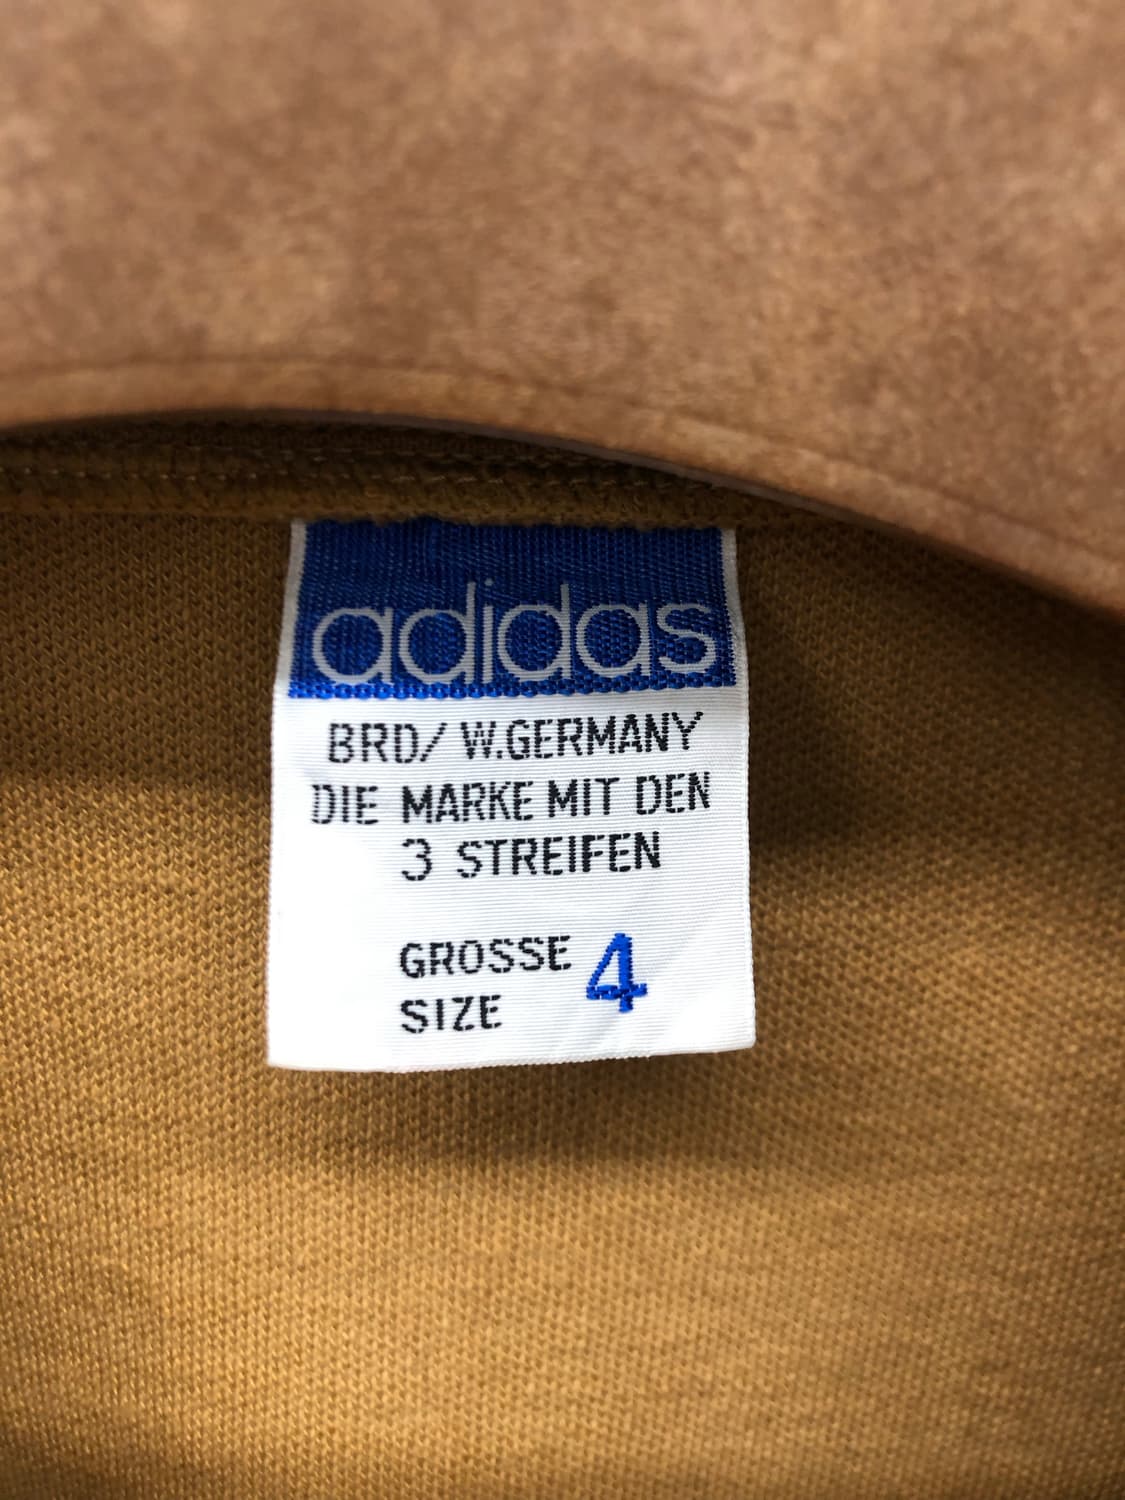 adidas
BRD/ W.GERMANY
DIE MARKE MIT DEN
3 STREIFEN
GROSSE 4
SIZE